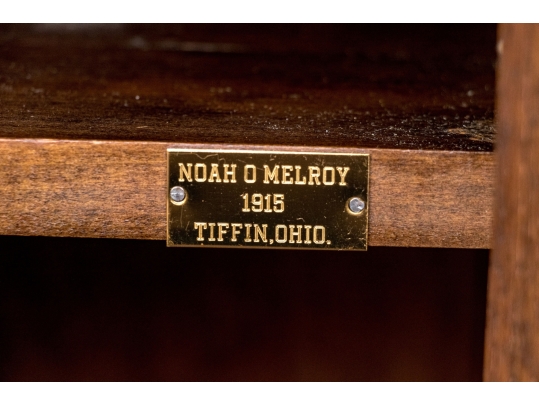 NOAH O MELROY
1915
TIFFIN,OHIO.